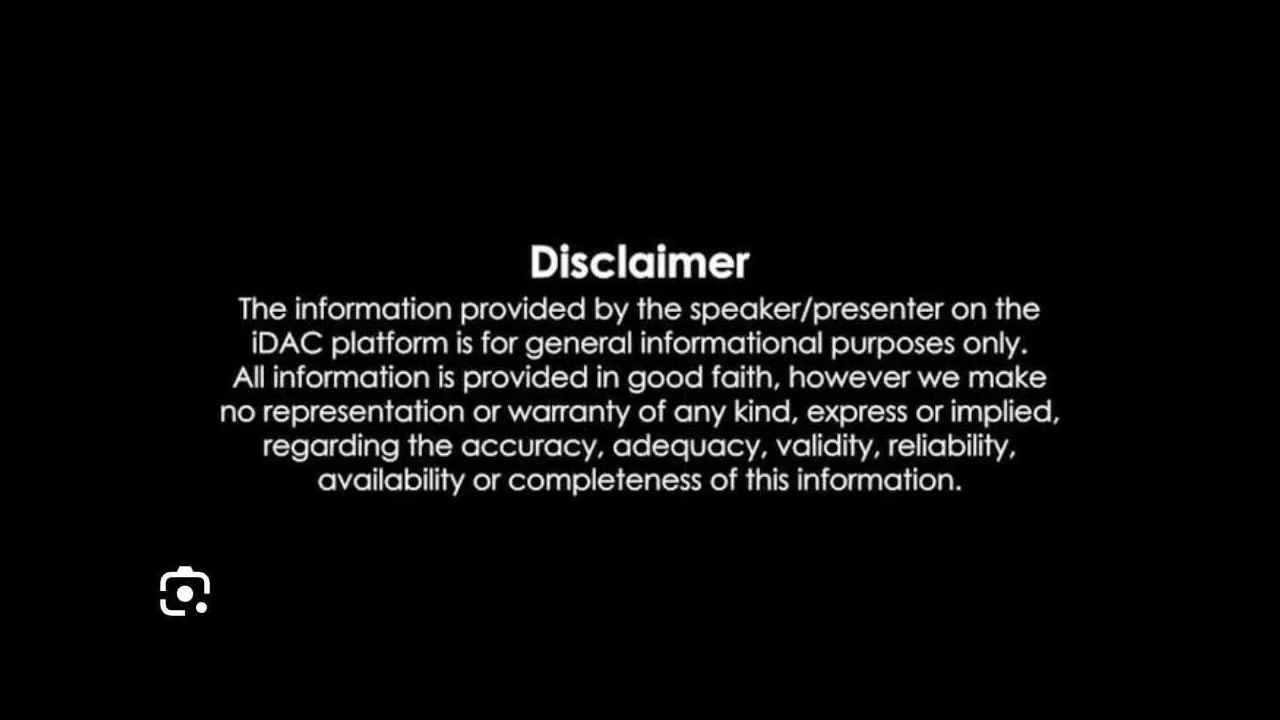 Disclaimer
The information provided by the speaker/presenter on the
iDAC platform is for general informational purposes only.
All information is provided in good faith, however we make
no representation or warranty of any kind, express or implied,
regarding the accuracy, adequacy, validity, reliability,
availability or completeness of this information.